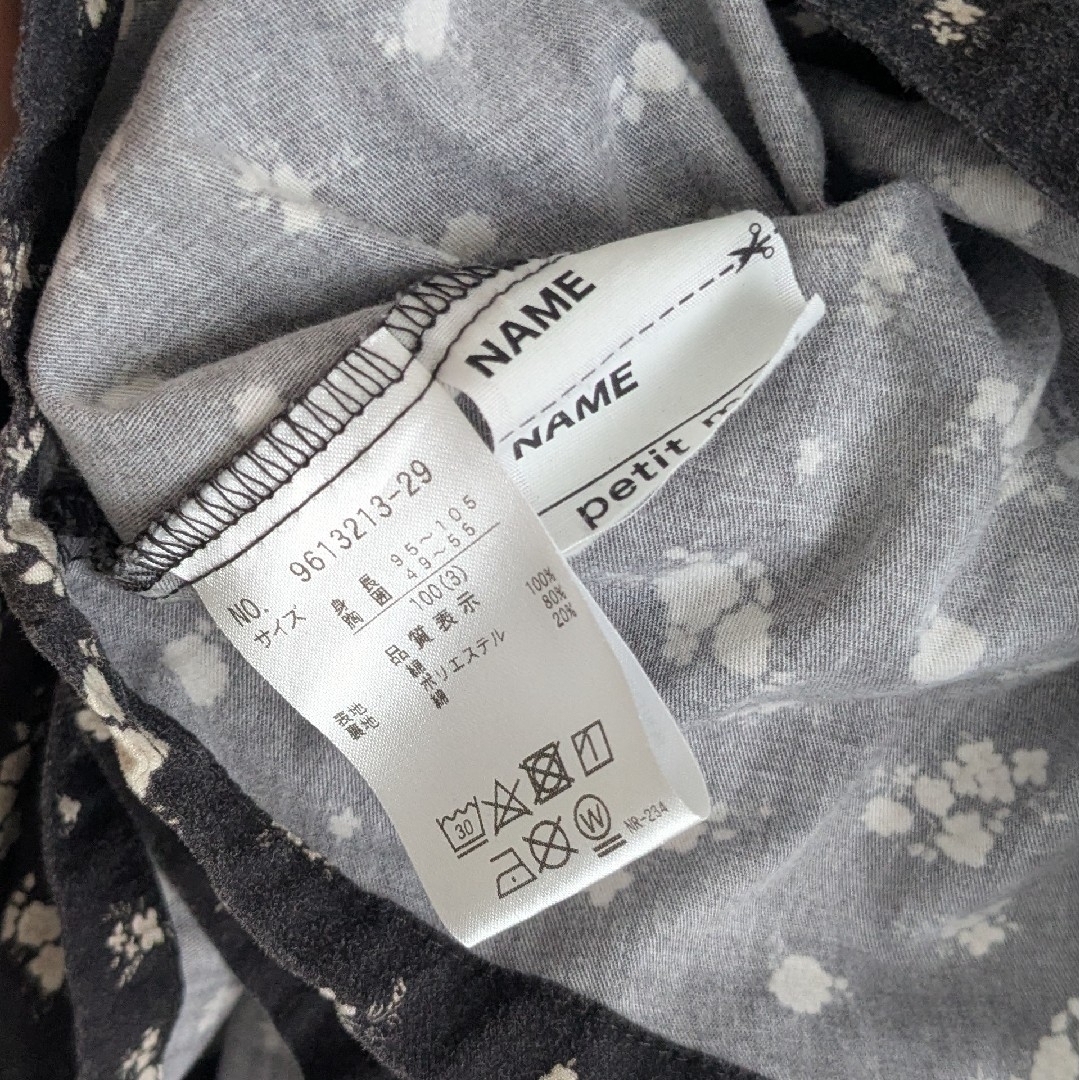 NAME
NAME
petit m
NO. 9613213-29
サイズ 身長 95〜105
胸囲 49〜55
100(3)
品質表示
表地 綿 100%
裏地 ポリエステル 80%
綿 20%
30
W
NR-234